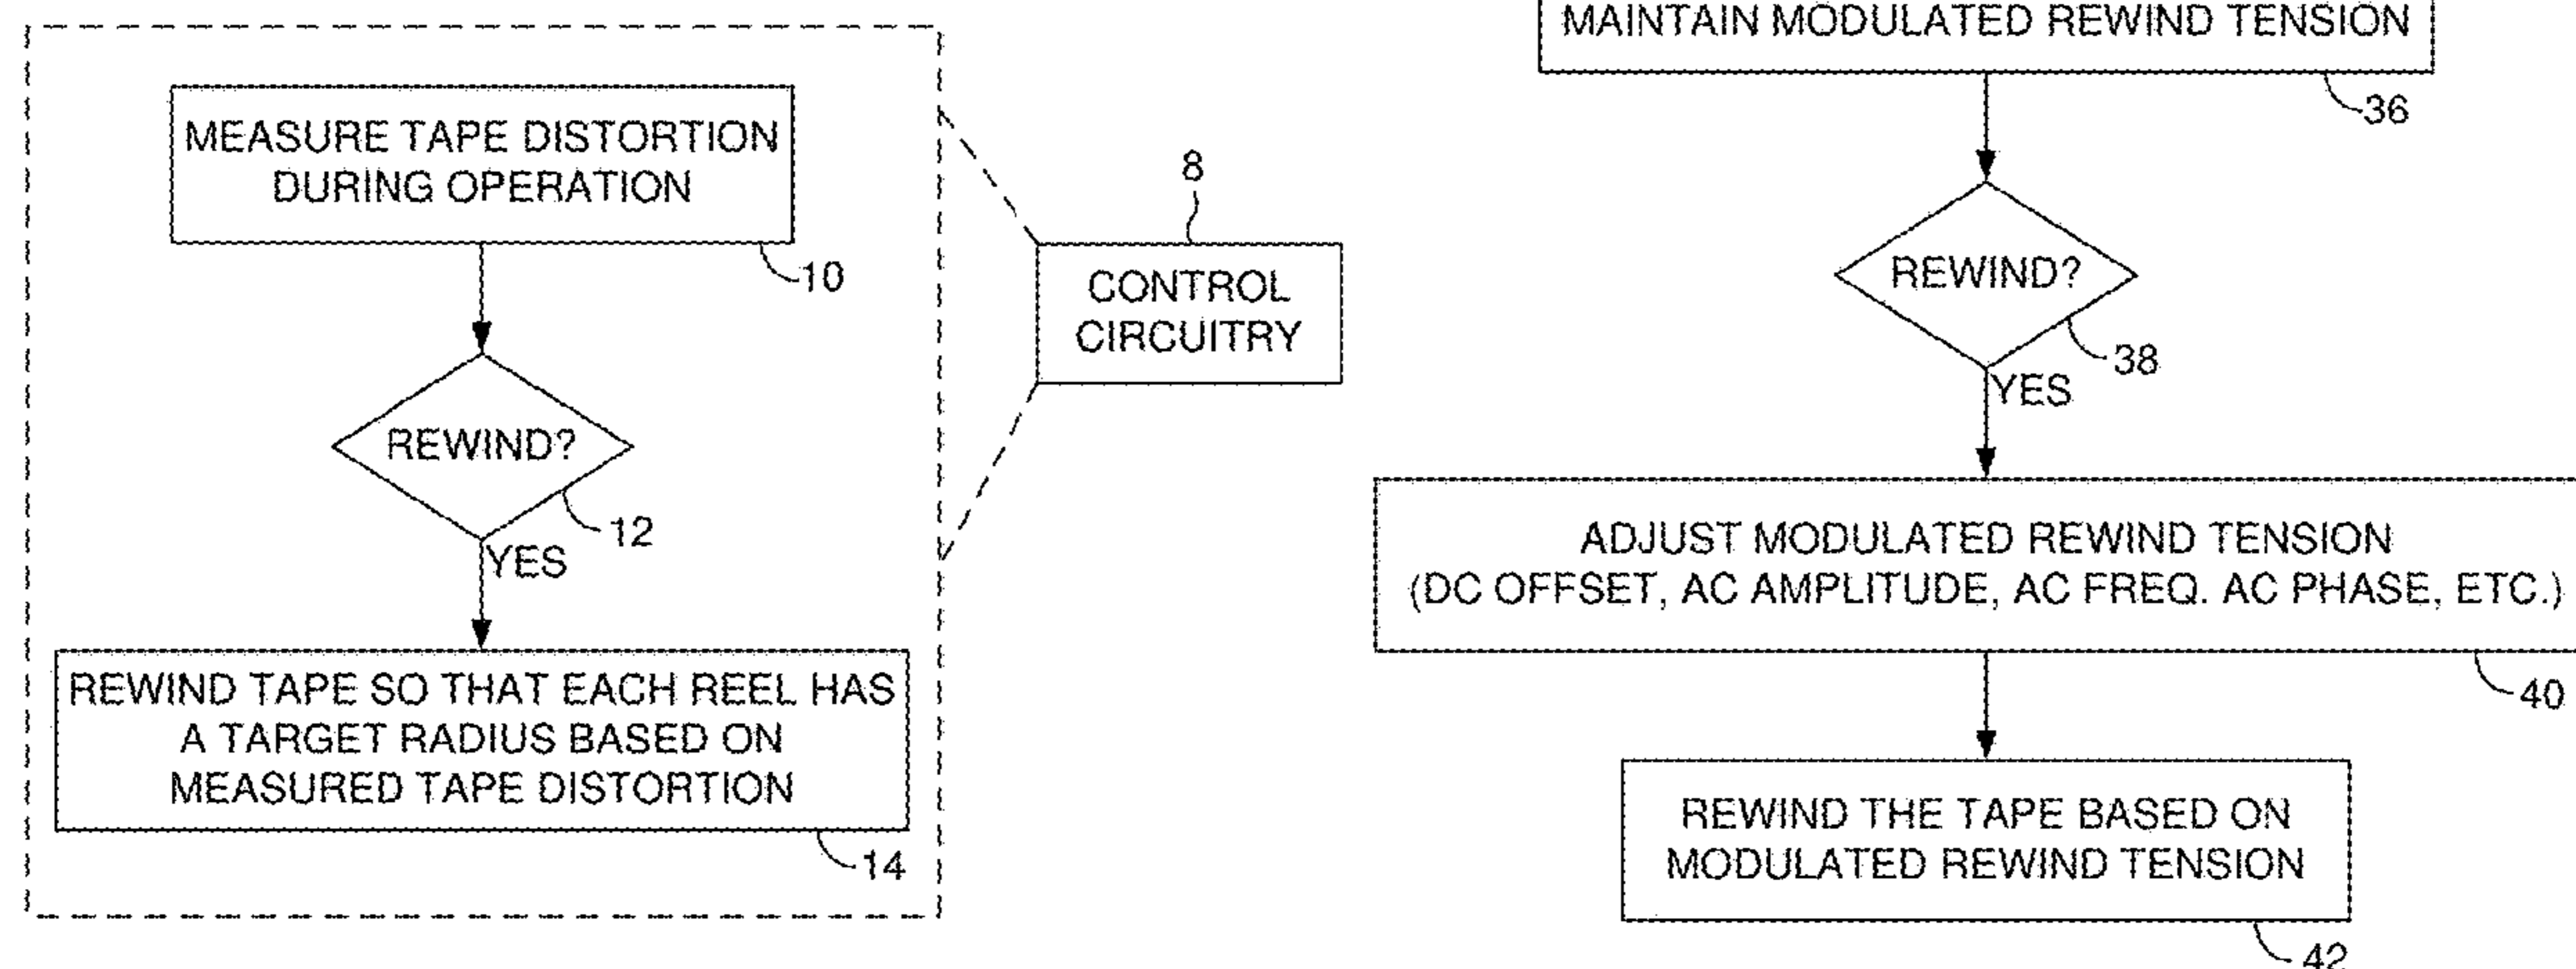 MEASURE TAPE DISTORTION
DURING OPERATION
10
REWIND?
12
YES
REWIND TAPE SO THAT EACH REEL HAS
A TARGET RADIUS BASED ON
MEASURED TAPE DISTORTION
14
8
CONTROL
CIRCUITRY
MAINTAIN MODULATED REWIND TENSION
36
REWIND?
38
YES
ADJUST MODULATED REWIND TENSION
(DC OFFSET, AC AMPLITUDE, AC FREQ. AC PHASE, ETC.)
40
REWIND THE TAPE BASED ON
MODULATED REWIND TENSION
42